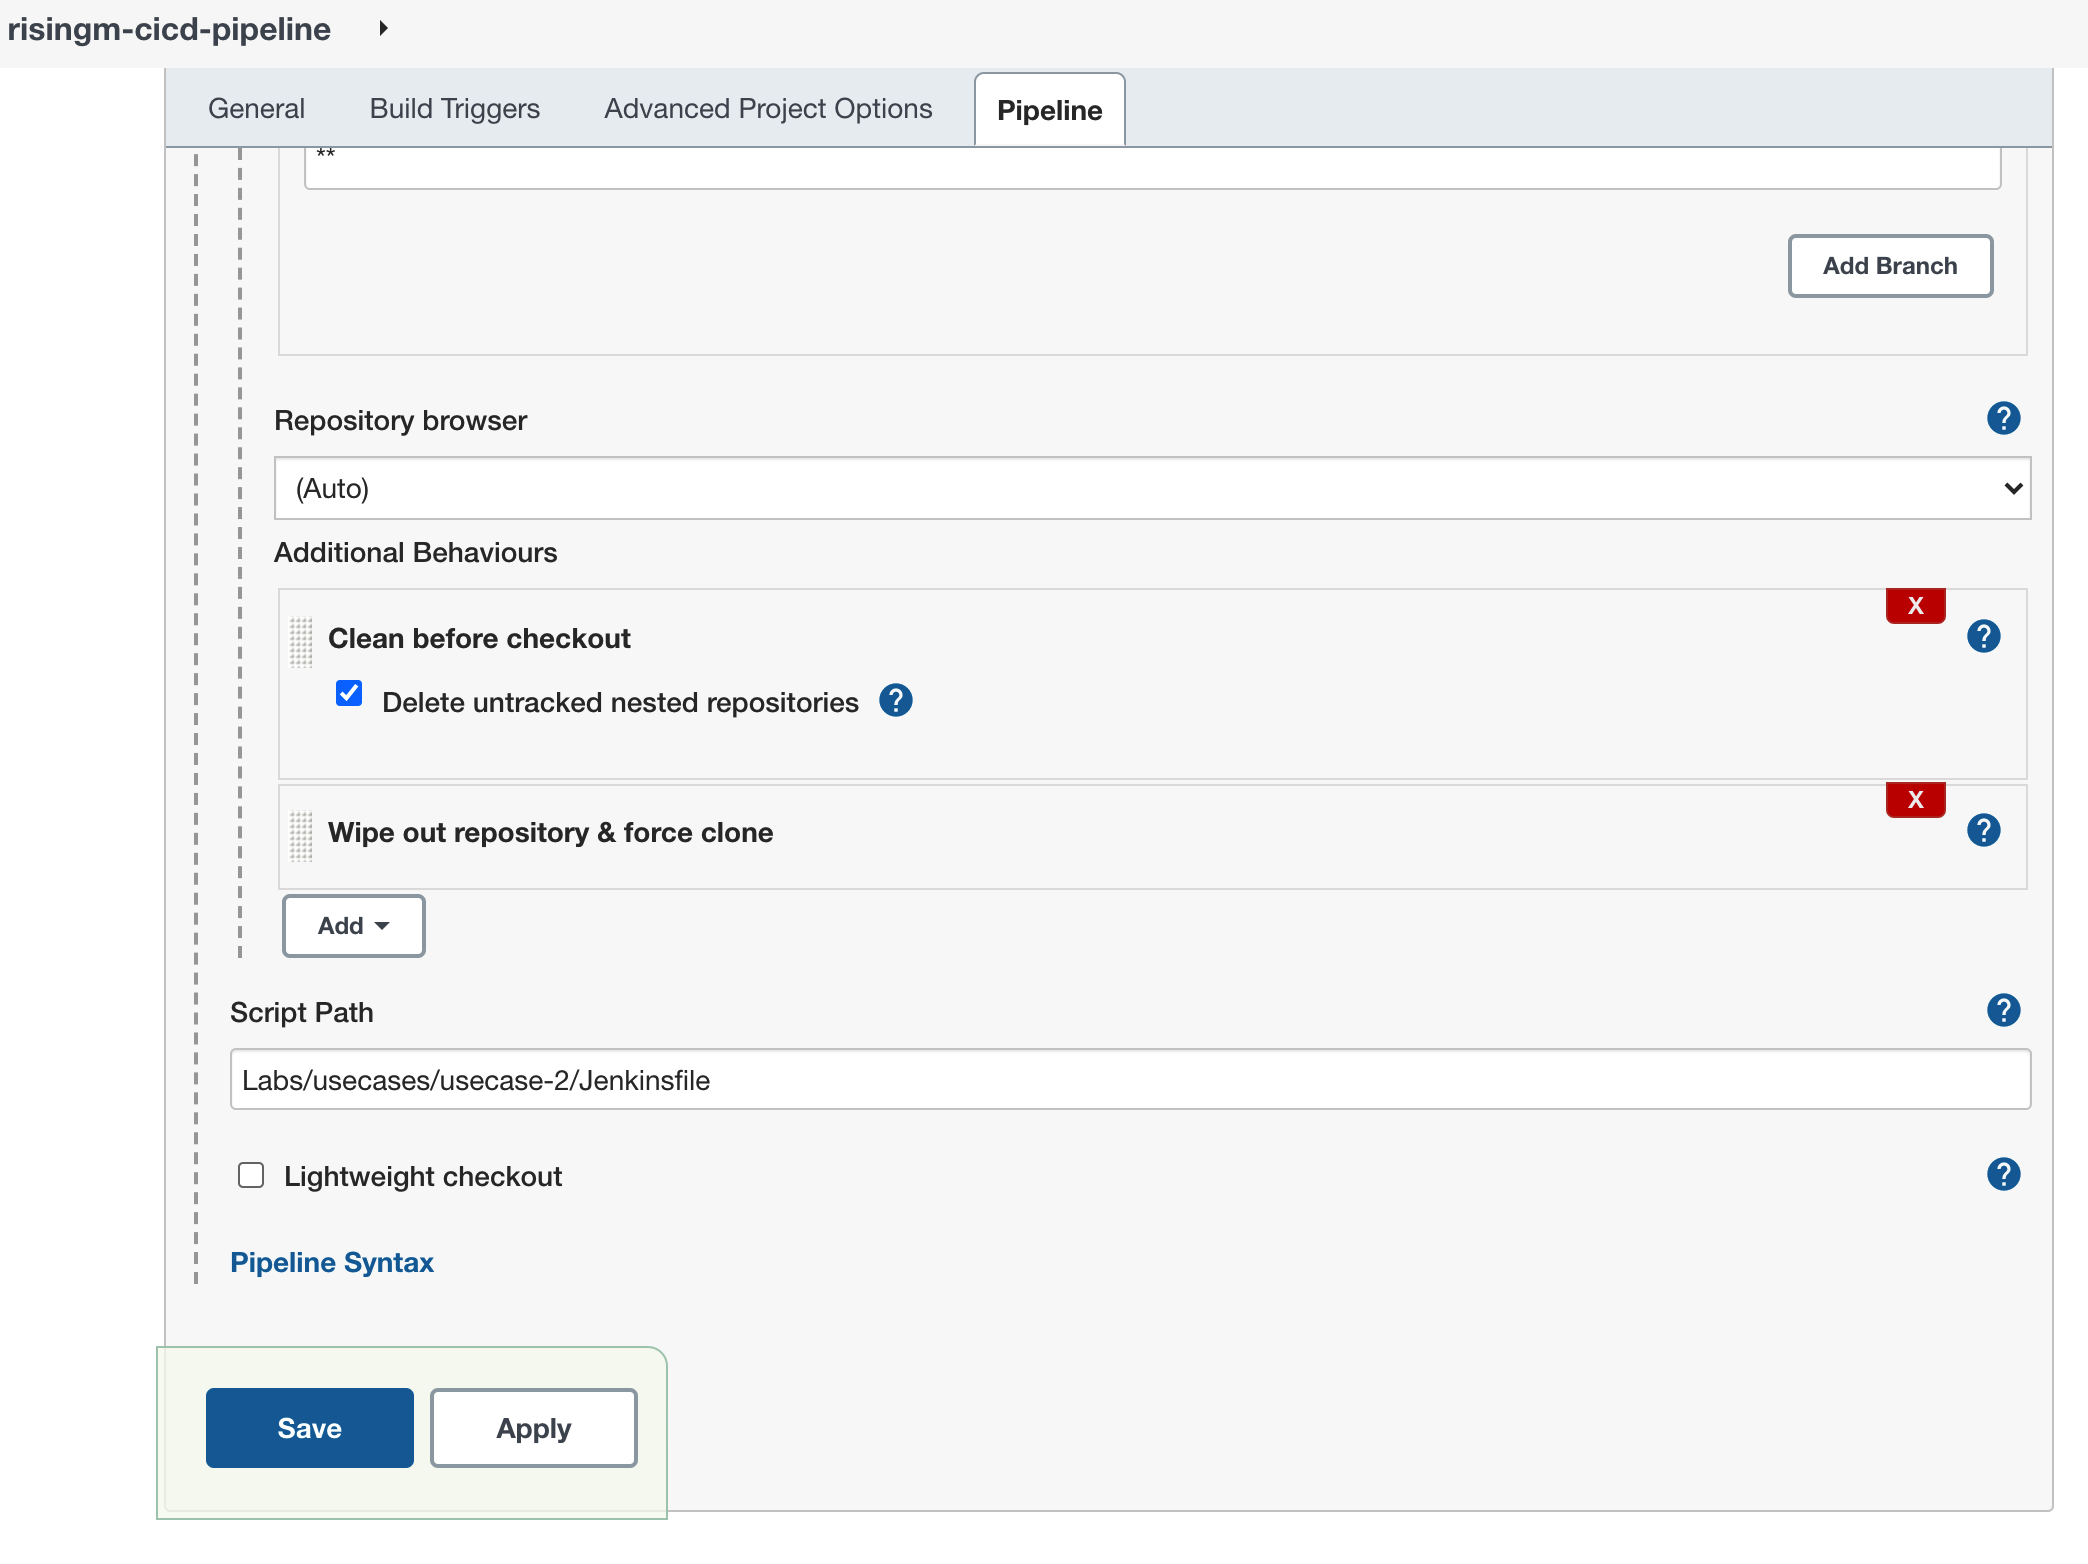 risingm-cicd-pipeline
General Build Triggers Advanced Project Options Pipeline
**
Add Branch
Repository browser ?
(Auto)
Additional Behaviours
X
Clean before checkout ?
Delete untracked nested repositories ?
X
Wipe out repository & force clone ?
Add
Script Path ?
Labs/usecases/usecase-2/Jenkinsfile
Lightweight checkout ?
Pipeline Syntax
Save Apply